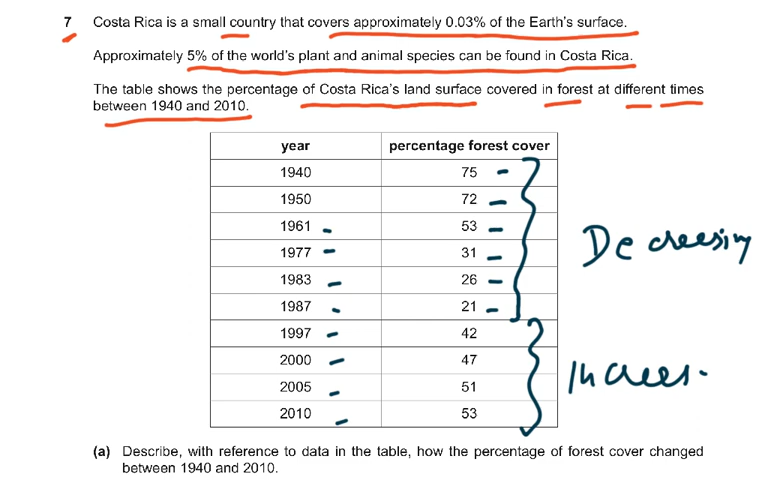 7 Costa Rica is a small country that covers approximately 0.03% of the Earth's surface.
Approximately 5% of the world's plant and animal species can be found in Costa Rica.
The table shows the percentage of Costa Rica's land surface covered in forest at different times
between 1940 and 2010.
year percentage forest cover
1940 75
1950 72
1961 53
1977 31
1983 26
1987 21
1997 42
2000 47
2005 51
2010 53
Decreesing
Increes.
(a) Describe, with reference to data in the table, how the percentage of forest cover changed
between 1940 and 2010.